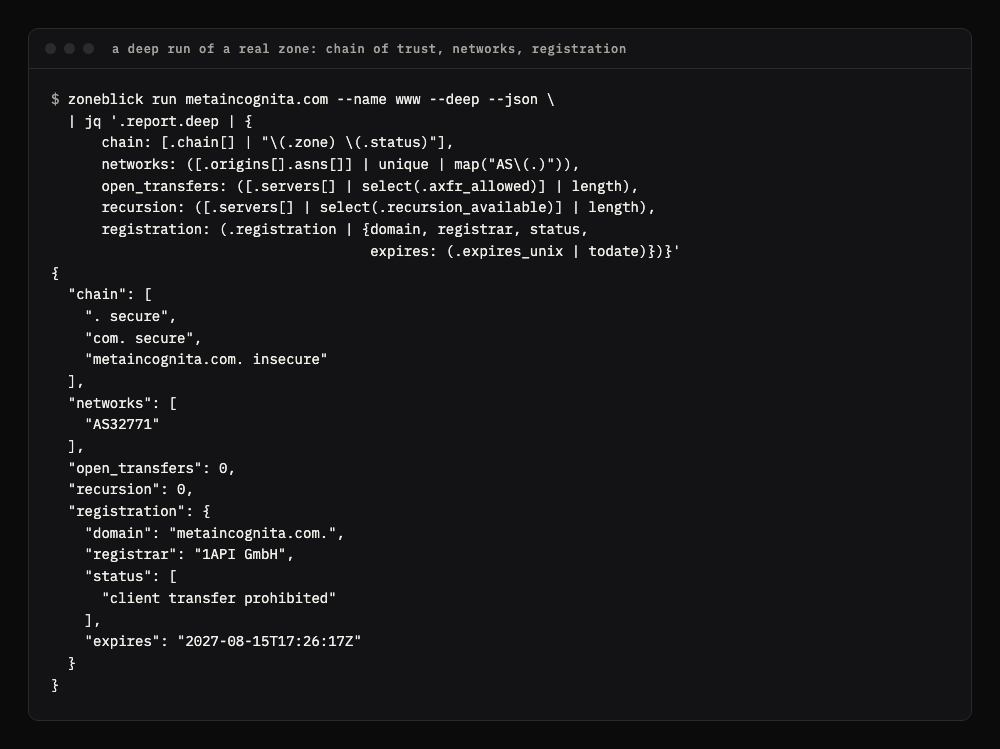 a deep run of a real zone: chain of trust, networks, registration
$ zoneblick run metaincognita.com --name www --deep --json \
  | jq '.report.deep | {
      chain: [.chain[] | "\(.zone) \(.status)"],
      networks: ([.origins[].asns[]] | unique | map("AS\(.)")),
      open_transfers: ([.servers[] | select(.axfr_allowed)] | length),
      recursion: ([.servers[] | select(.recursion_available)] | length),
      registration: (.registration | {domain, registrar, status,
                                      expires: (.expires_unix | todate)})}'
{
  "chain": [
    ". secure",
    "com. secure",
    "metaincognita.com. insecure"
  ],
  "networks": [
    "AS32771"
  ],
  "open_transfers": 0,
  "recursion": 0,
  "registration": {
    "domain": "metaincognita.com.",
    "registrar": "1API GmbH",
    "status": [
      "client transfer prohibited"
    ],
    "expires": "2027-08-15T17:26:17Z"
  }
}